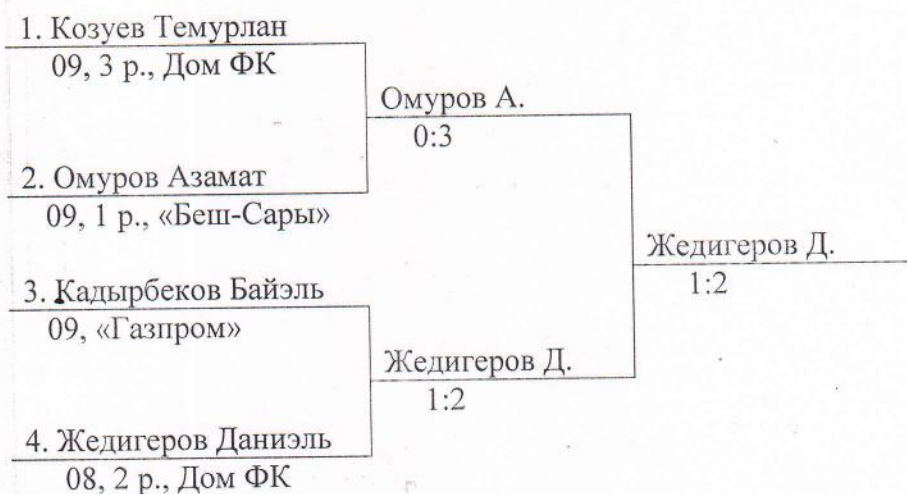 1. Козуев Темурлан
09, 3 р., Дом ФК
Омуров А.
0:3
2. Омуров Азамат
09, 1 р., «Беш-Сары»
Жедигеров Д.
1:2
3. Кадырбеков Байэль
09, «Газпром»
Жедигеров Д.
1:2
4. Жедигеров Даниэль
08, 2 р., Дом ФК